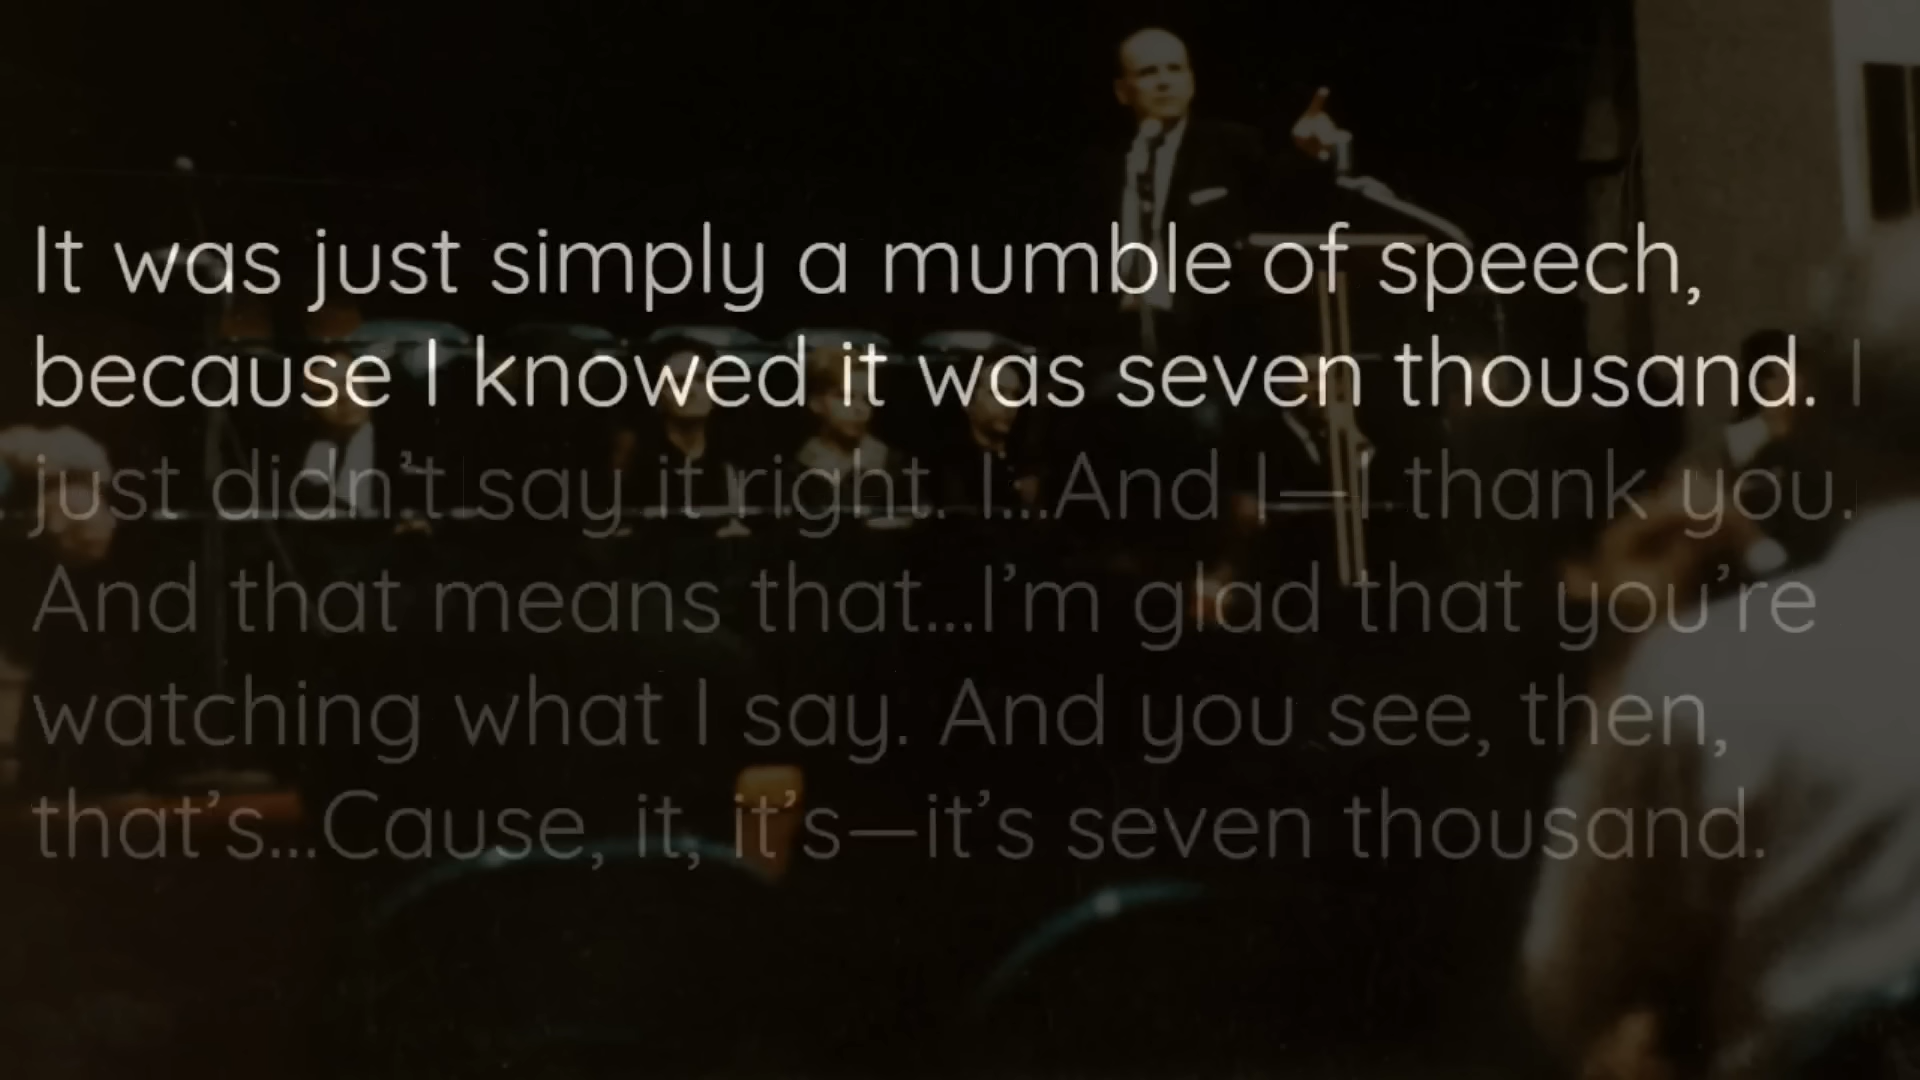 It was just simply a mumble of speech,
because I knowed it was seven thousand. I
just didn't say it right. I...And I—I thank you.
And that means that...I'm glad that you're
watching what I say. And you see, then,
that's...Cause, it, it's—it's seven thousand.